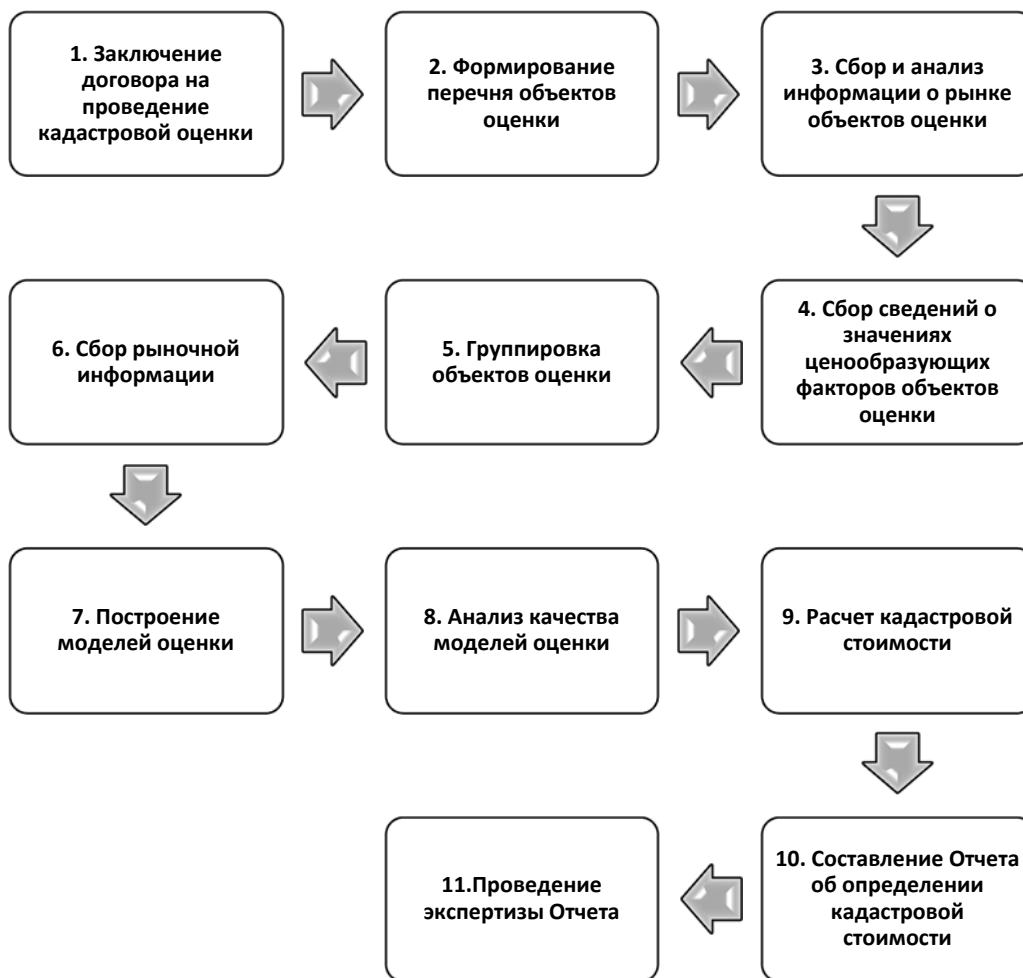 1. Заключение
договора на
проведение
кадастровой оценки
2. Формирование
перечня объектов
оценки
3. Сбор и анализ
информации о рынке
объектов оценки
4. Сбор сведений о
значениях
ценообразующих
факторов объектов
оценки
5. Группировка
объектов оценки
6. Сбор рыночной
информации
7. Построение
моделей оценки
8. Анализ качества
моделей оценки
9. Расчет кадастровой
стоимости
10. Составление Отчета
об определении
кадастровой
стоимости
11.Проведение
экспертизы Отчета